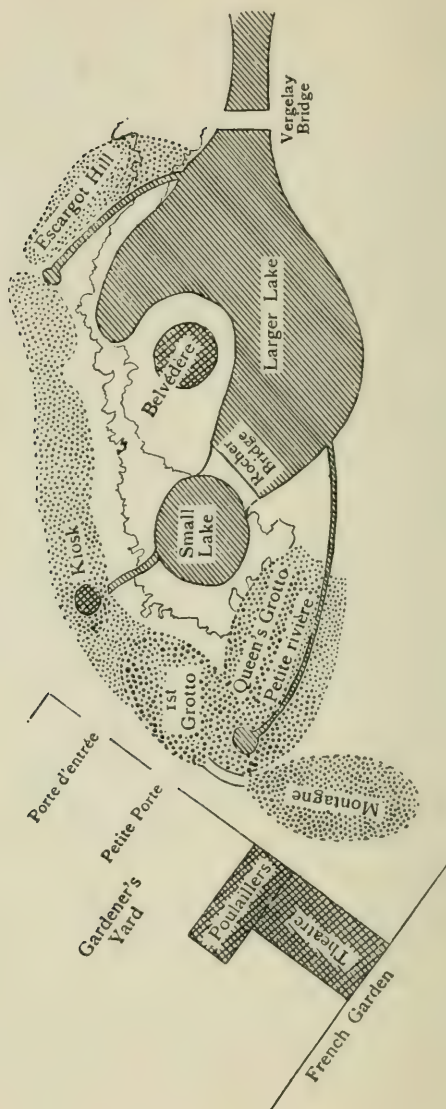 Vergelay
Bridge
Escargot Hill
Larger Lake
Belvédère
Rocher
Bridge
Small
Lake
Kiosk
1st
Grotto
Queen's Grotto
Petite rivière
Montagne
Porte d'entrée
Petite Porte
Gardener's
Yard
Poulaillers
Theatre
French Garden